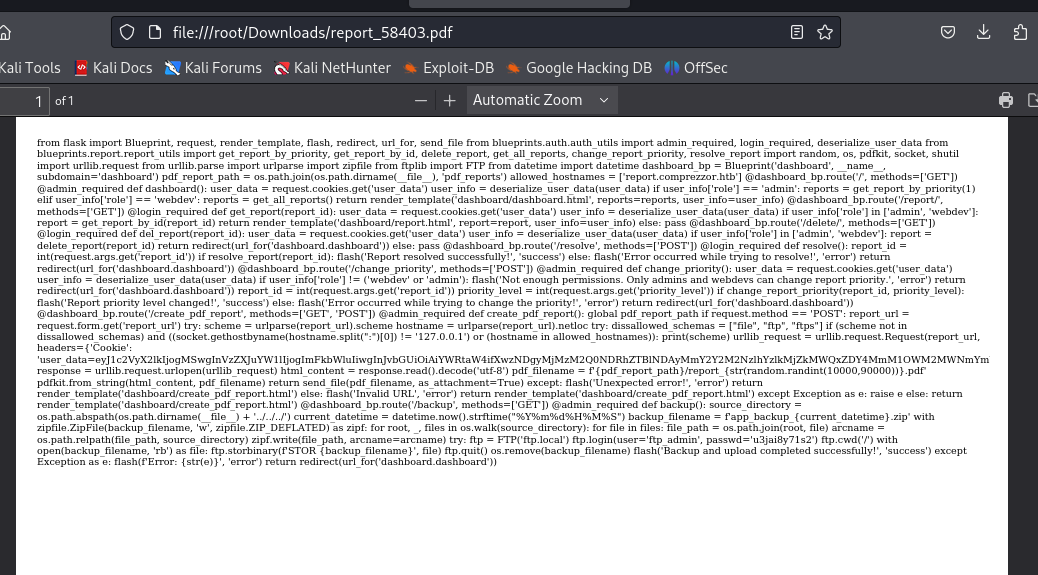 file:///root/Downloads/report_58403.pdf
Kali Tools Kali Docs Kali Forums Kali NetHunter Exploit-DB Google Hacking DB OffSec
1 of 1 — + Automatic Zoom
from flask import Blueprint, request, render_template, flash, redirect, url_for, send_file from blueprints.auth.auth_utils import admin_required, login_required, deserialize_user_data from
blueprints.report.report_utils import get_report_by_priority, get_report_by_id, delete_report, get_all_reports, change_report_priority, resolve_report import random, os, pdfkit, socket, shutil
import urllib.request from urllib.parse import urlparse import zipfile from ftplib import FTP from datetime import datetime dashboard_bp = Blueprint('dashboard', __name__,
subdomain='dashboard') pdf_report_path = os.path.join(os.path.dirname(__file__), 'pdf_reports') allowed_hostnames = ['report.comprezzor.htb'] @dashboard_bp.route('/', methods=['GET'])
@admin_required def dashboard(): user_data = request.cookies.get('user_data') user_info = deserialize_user_data(user_data) if user_info['role'] == 'admin': reports = get_report_by_priority(1)
elif user_info['role'] == 'webdev': reports = get_all_reports() return render_template('dashboard/dashboard.html', reports=reports, user_info=user_info) @dashboard_bp.route('/report/',
methods=['GET']) @login_required def get_report(report_id): user_data = request.cookies.get('user_data') user_info = deserialize_user_data(user_data) if user_info['role'] in ['admin', 'webdev']:
report = get_report_by_id(report_id) return render_template('dashboard/report.html', report=report, user_info=user_info) else: pass @dashboard_bp.route('/delete/', methods=['GET'])
@login_required def del_report(report_id): user_data = request.cookies.get('user_data') user_info = deserialize_user_data(user_data) if user_info['role'] in ['admin', 'webdev']: report =
delete_report(report_id) return redirect(url_for('dashboard.dashboard')) else: pass @dashboard_bp.route('/resolve', methods=['POST']) @login_required def resolve(): report_id =
int(request.args.get('report_id')) if resolve_report(report_id): flash('Report resolved successfully!', 'success') else: flash('Error occurred while trying to resolve!', 'error') return
redirect(url_for('dashboard.dashboard')) @dashboard_bp.route('/change_priority', methods=['POST']) @admin_required def change_priority(): user_data = request.cookies.get('user_data')
user_info = deserialize_user_data(user_data) if user_info['role'] != ('webdev' or 'admin'): flash('Not enough permissions. Only admins and webdevs can change report priority.', 'error') return
redirect(url_for('dashboard.dashboard')) report_id = int(request.args.get('report_id')) priority_level = int(request.args.get('priority_level')) if change_report_priority(report_id, priority_level):
flash('Report priority level changed!', 'success') else: flash('Error occurred while trying to change the priority!', 'error') return redirect(url_for('dashboard.dashboard'))
@dashboard_bp.route('/create_pdf_report', methods=['GET', 'POST']) @admin_required def create_pdf_report(): global pdf_report_path if request.method == 'POST': report_url =
request.form.get('report_url') try: scheme = urlparse(report_url).scheme hostname = urlparse(report_url).netloc try: dissallowed_schemas = ["file", "ftp", "ftps"] if (scheme not in
dissallowed_schemas) and ((socket.gethostbyname(hostname.split(":")[0]) != '127.0.0.1') or (hostname in allowed_hostnames)): print(scheme) urllib_request = urllib.request.Request(report_url,
headers={'Cookie':
response = urllib.request.urlopen(urllib_request) html_content = response.read().decode('utf-8') pdf_filename = f'{pdf_report_path}/report_{str(random.randint(10000,90000))}.pdf'
pdfkit.from_string(html_content, pdf_filename) return send_file(pdf_filename, as_attachment=True) except: flash('Unexpected error!', 'error') return
render_template('dashboard/create_pdf_report.html') else: flash('Invalid URL', 'error') return render_template('dashboard/create_pdf_report.html') except Exception as e: raise e else: return
render_template('dashboard/create_pdf_report.html') @dashboard_bp.route('/backup', methods=['GET']) @admin_required def backup(): source_directory =
os.path.abspath(os.path.dirname(__file__) + '../../../') current_datetime = datetime.now().strftime("%Y%m%d%H%M%S") backup_filename = f'app_backup_{current_datetime}.zip' with
zipfile.ZipFile(backup_filename, 'w', zipfile.ZIP_DEFLATED) as zipf: for root, _, files in os.walk(source_directory): for file in files: file_path = os.path.join(root, file) arcname =
os.path.relpath(file_path, source_directory) zipf.write(file_path, arcname=arcname) try: ftp = FTP('ftp.local') ftp.login(user='ftp_admin', passwd='u3jai8y71s2') ftp.cwd('/') with
open(backup_filename, 'rb') as file: ftp.storbinary(f'STOR {backup_filename}', file) ftp.quit() os.remove(backup_filename) flash('Backup and upload completed successfully!', 'success') except
Exception as e: flash(f'Error: {str(e)}', 'error') return redirect(url_for('dashboard.dashboard'))